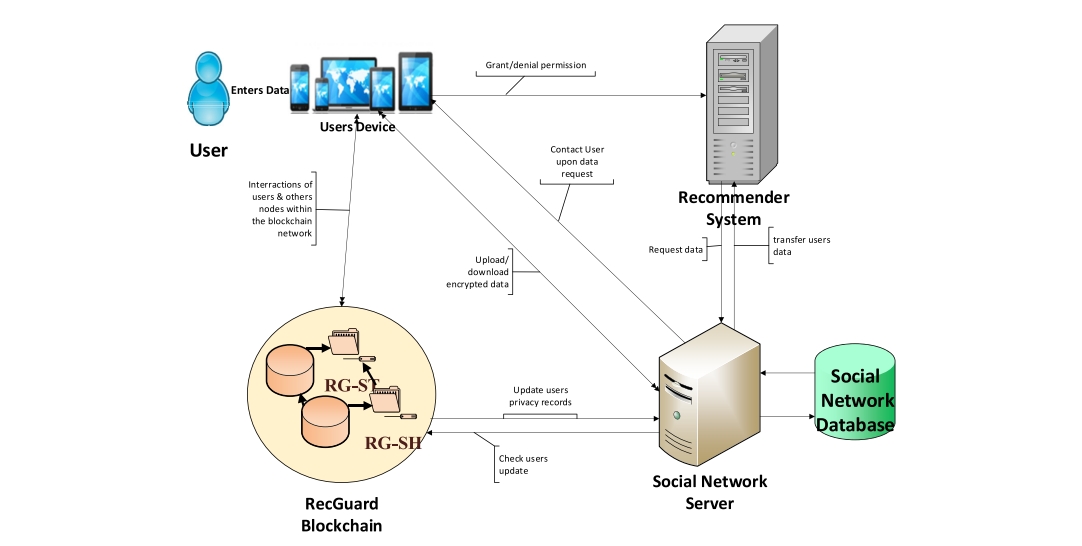 Grant/denial permission
Enters Data
Users Device
User
Contact User
upon data
request
Recommender
System
Interractions of
users & others
nodes within
the blockchain
network
Request data
transfer users
data
Upload/
download
encrypted data
RG-ST
RG-SH
Update users
privacy records
Check users
update
Social
Network
Database
Social Network
Server
RecGuard
Blockchain